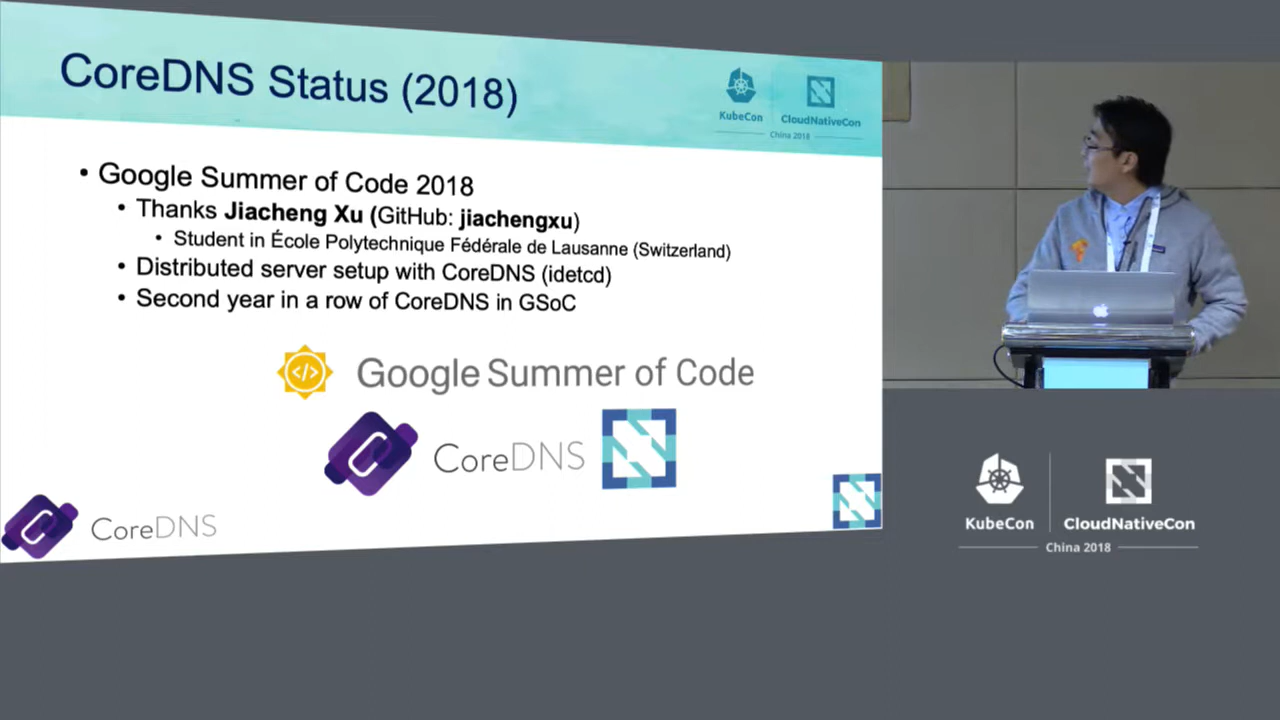 CoreDNS Status (2018)
KubeCon
CloudNativeCon
China 2018
• Google Summer of Code 2018
• Thanks Jiacheng Xu (GitHub: jiachengxu)
• Student in École Polytechnique Fédérale de Lausanne (Switzerland)
• Distributed server setup with CoreDNS (idetcd)
• Second year in a row of CoreDNS in GSoC
Google Summer of Code
CoreDNS
CoreDNS
KubeCon
CloudNativeCon
China 2018